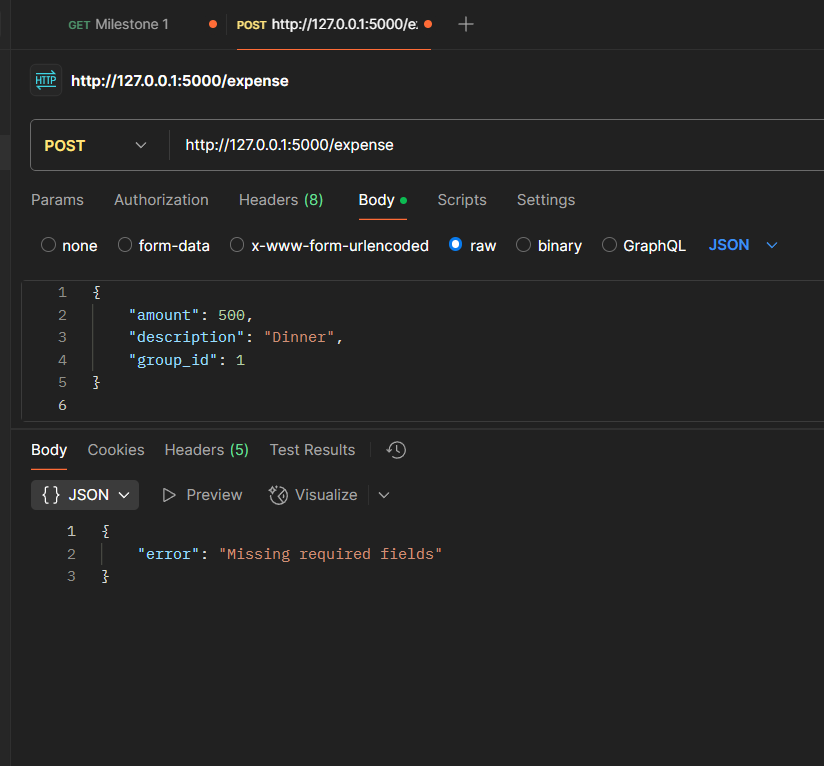 GET Milestone 1 POST http://127.0.0.1:5000/e:
HTTP http://127.0.0.1:5000/expense
POST http://127.0.0.1:5000/expense
Params Authorization Headers (8) Body Scripts Settings
none form-data x-www-form-urlencoded raw binary GraphQL JSON
1 {
2 "amount": 500,
3 "description": "Dinner",
4 "group_id": 1
5 }
6
Body Cookies Headers (5) Test Results
{} JSON Preview Visualize
1 {
2 "error": "Missing required fields"
3 }